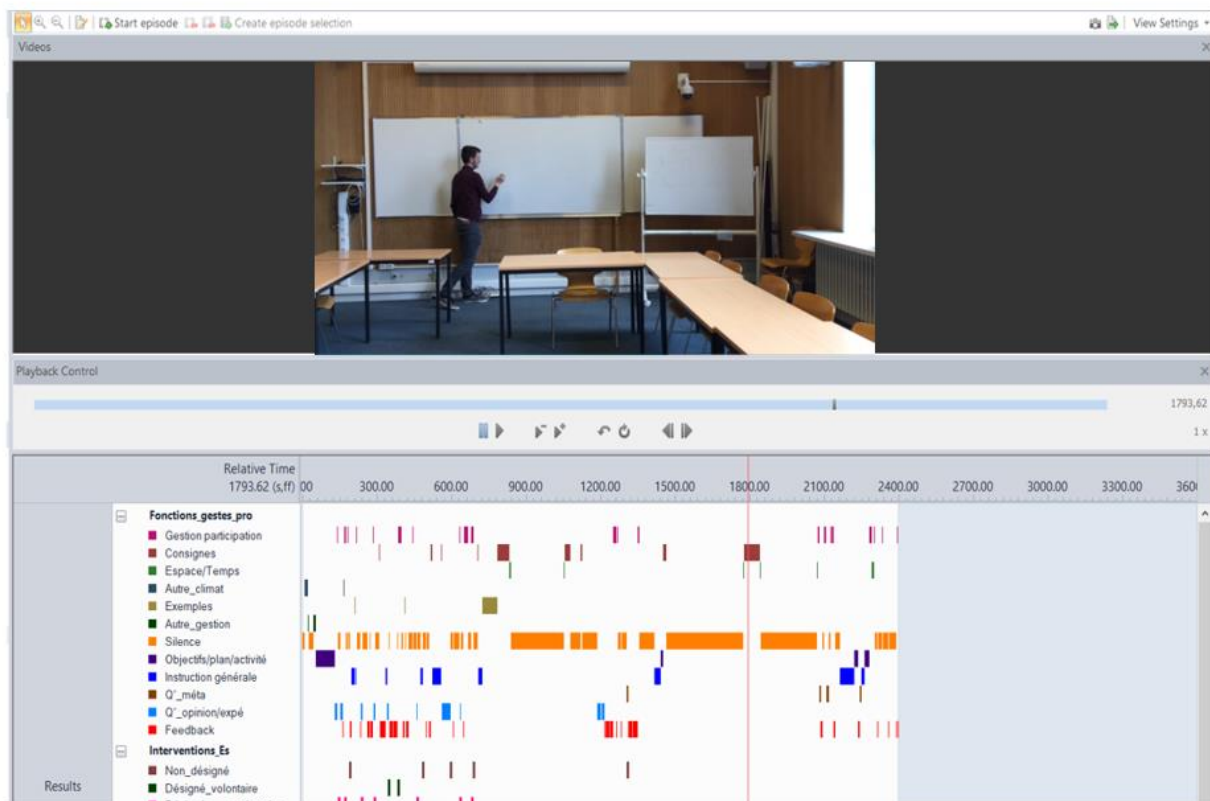 Start episode Create episode selection View Settings
Videos
Playback Control
1793,62
1 x
Relative Time
1793.62 (s,ff) 00 300.00 600.00 900.00 1200.00 1500.00 1800.00 2100.00 2400.00 2700.00 3000.00 3300.00 360
Fonctions_gestes_pro
Gestion participation
Consignes
Espace/Temps
Autre_climat
Exemples
Autre_gestion
Silence
Objectifs/plan/activité
Instruction générale
Q°_méta
Q°_opinion/expé
Feedback
Interventions_Es
Non_désigné
Results Désigné_volontaire